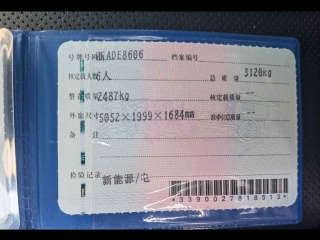 号牌号码 浙ADE8606 档案编号
核定载人数 6人 总质量 3120kg
整备质量 2487kg 核定载质量
外廓尺寸 5052×1999×1684mm 准牵引总质量
备注
检验记录
新能源/电
*3390027818513*